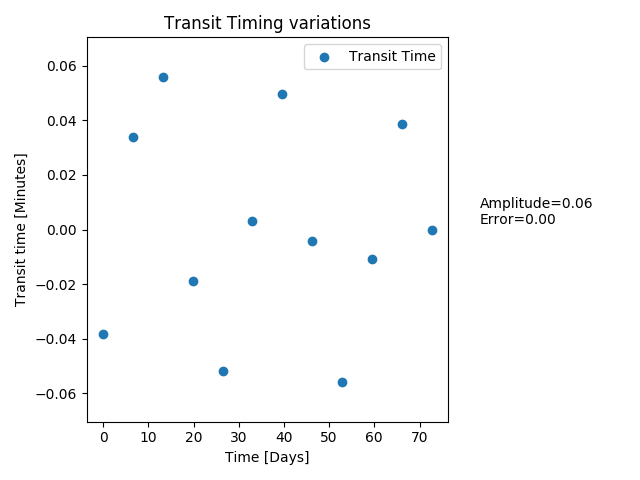 Transit Timing variations
Transit Time
0.06
0.04
0.02
0.00
−0.02
−0.04
−0.06
Transit time [Minutes]
Amplitude=0.06
Error=0.00
0 10 20 30 40 50 60 70
Time [Days]